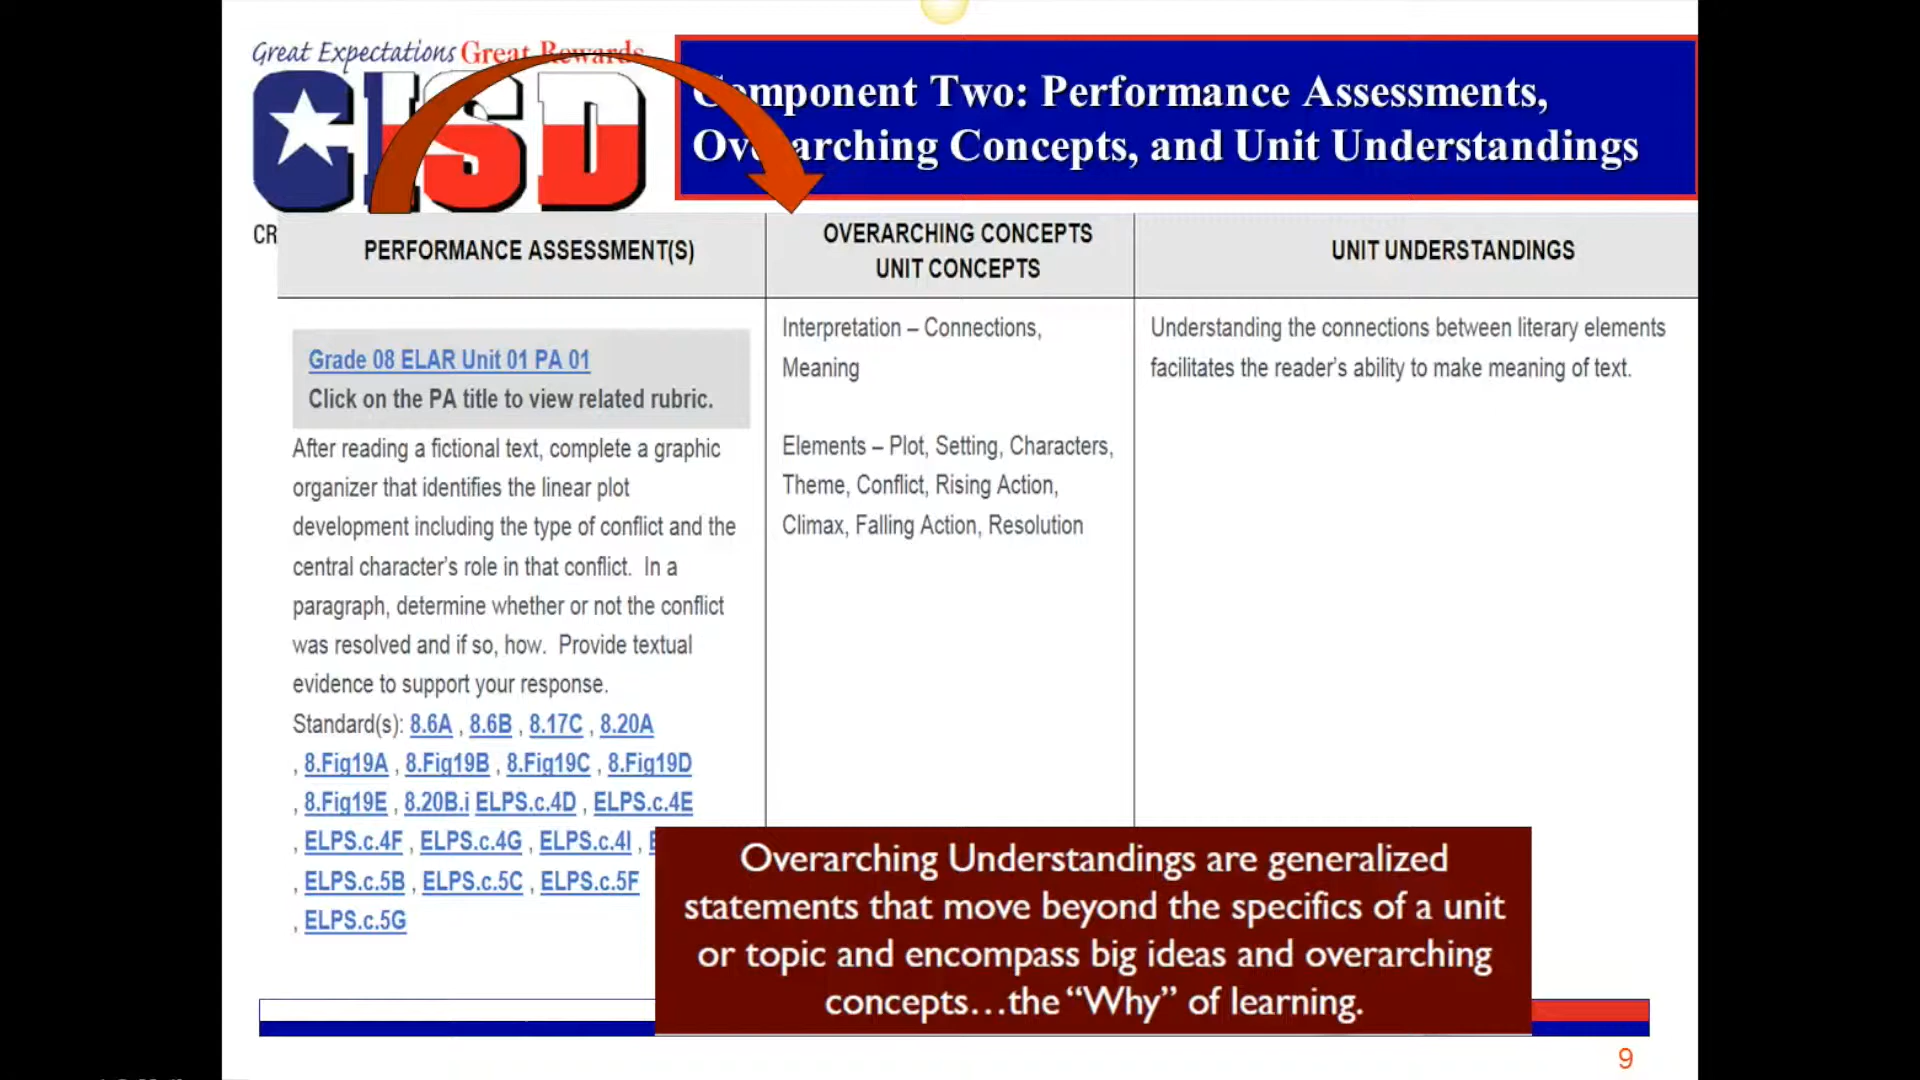 Great Expectations Great Rewards
CISD
Component Two: Performance Assessments,
Overarching Concepts, and Unit Understandings
CR
PERFORMANCE ASSESSMENT(S)
OVERARCHING CONCEPTS
UNIT CONCEPTS
UNIT UNDERSTANDINGS
Grade 08 ELAR Unit 01 PA 01
Click on the PA title to view related rubric.
After reading a fictional text, complete a graphic
organizer that identifies the linear plot
development including the type of conflict and the
central character's role in that conflict.  In a
paragraph, determine whether or not the conflict
was resolved and if so, how.  Provide textual
evidence to support your response.
Standard(s): 8.6A , 8.6B , 8.17C , 8.20A
, 8.Fig19A , 8.Fig19B , 8.Fig19C , 8.Fig19D
, 8.Fig19E , 8.20B.i ELPS.c.4D , ELPS.c.4E
, ELPS.c.4F , ELPS.c.4G , ELPS.c.4I ,
, ELPS.c.5B , ELPS.c.5C , ELPS.c.5F
, ELPS.c.5G
Interpretation – Connections,
Meaning
Elements – Plot, Setting, Characters,
Theme, Conflict, Rising Action,
Climax, Falling Action, Resolution
Understanding the connections between literary elements
facilitates the reader's ability to make meaning of text.
Overarching Understandings are generalized
statements that move beyond the specifics of a unit
or topic and encompass big ideas and overarching
concepts…the “Why” of learning.
9